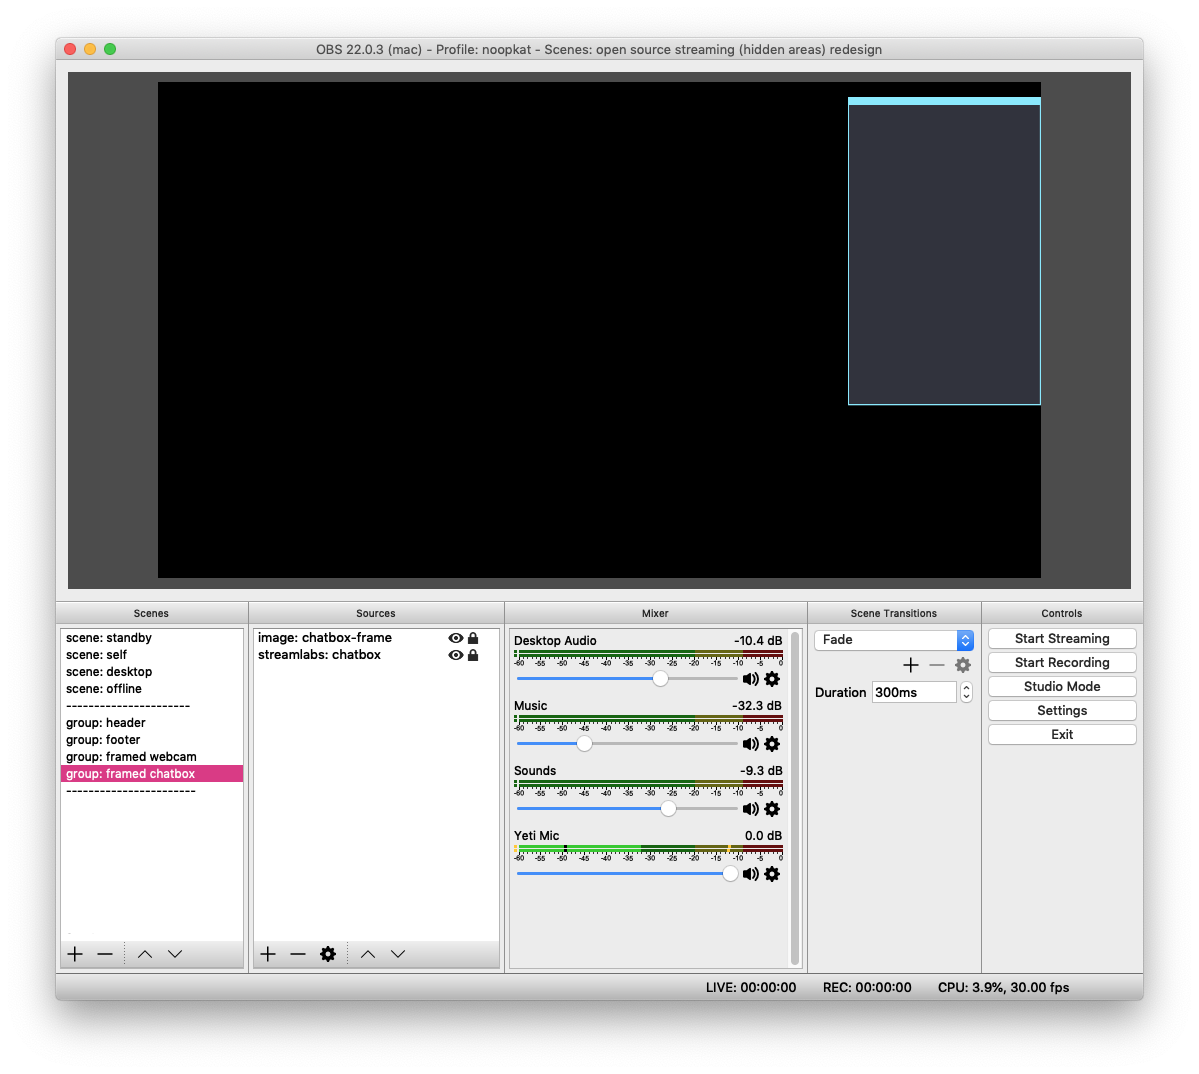 OBS 22.0.3 (mac) - Profile: noopkat - Scenes: open source streaming (hidden areas) redesign
Scenes
scene: standby
scene: self
scene: desktop
scene: offline
----------------------
group: header
group: footer
group: framed webcam
group: framed chatbox
-----------------------
Sources
image: chatbox-frame
streamlabs: chatbox
Mixer
Desktop Audio -10.4 dB
-60 -55 -50 -45 -40 -35 -30 -25 -20 -15 -10 -5 0
Music -32.3 dB
-60 -55 -50 -45 -40 -35 -30 -25 -20 -15 -10 -5 0
Sounds -9.3 dB
-60 -55 -50 -45 -40 -35 -30 -25 -20 -15 -10 -5 0
Yeti Mic 0.0 dB
-60 -55 -50 -45 -40 -35 -30 -25 -20 -15 -10 -5 0
Scene Transitions
Fade
Duration 300ms
Controls
Start Streaming
Start Recording
Studio Mode
Settings
Exit
LIVE: 00:00:00 REC: 00:00:00 CPU: 3.9%, 30.00 fps